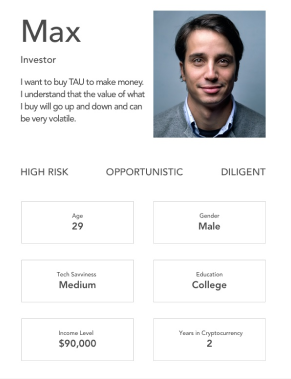 Max
Investor
I want to buy TAU to make money.
I understand that the value of what
I buy will go up and down and can
be very volatile.
HIGH RISK OPPORTUNISTIC DILIGENT
Age
29
Gender
Male
Tech Savviness
Medium
Education
College
Income Level
$90,000
Years in Cryptocurrency
2